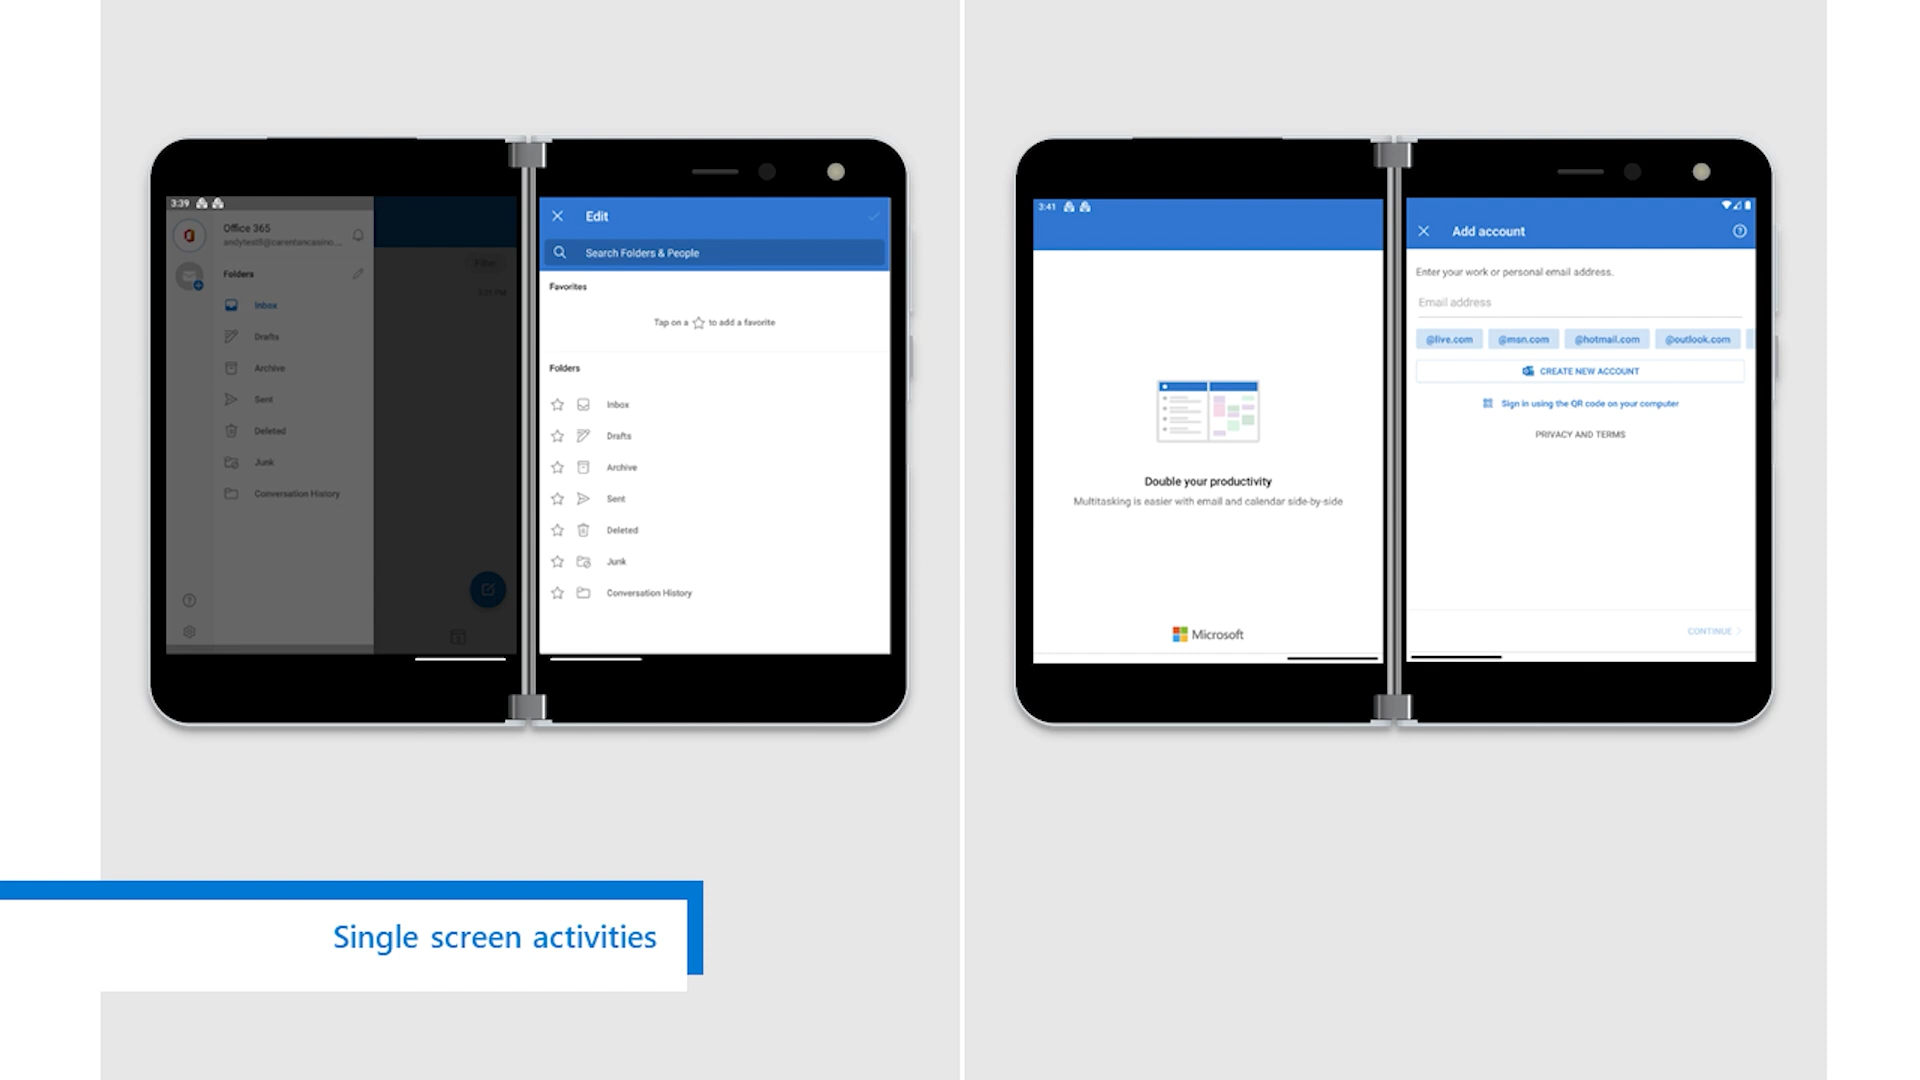 3:39
Office 365
andytest8@carentancasino...
Folders
Inbox
Drafts
Archive
Sent
Deleted
Junk
Conversation History
Filter
Edit
Search Folders & People
Favorites
Tap on a to add a favorite
Folders
Inbox
Drafts
Archive
Sent
Deleted
Junk
Conversation History
3:41
Double your productivity
Multitasking is easier with email and calendar side-by-side
Microsoft
Add account
Enter your work or personal email address.
Email address
@live.com @msn.com @hotmail.com @outlook.com
CREATE NEW ACCOUNT
Sign in using the QR code on your computer
PRIVACY AND TERMS
CONTINUE
Single screen activities